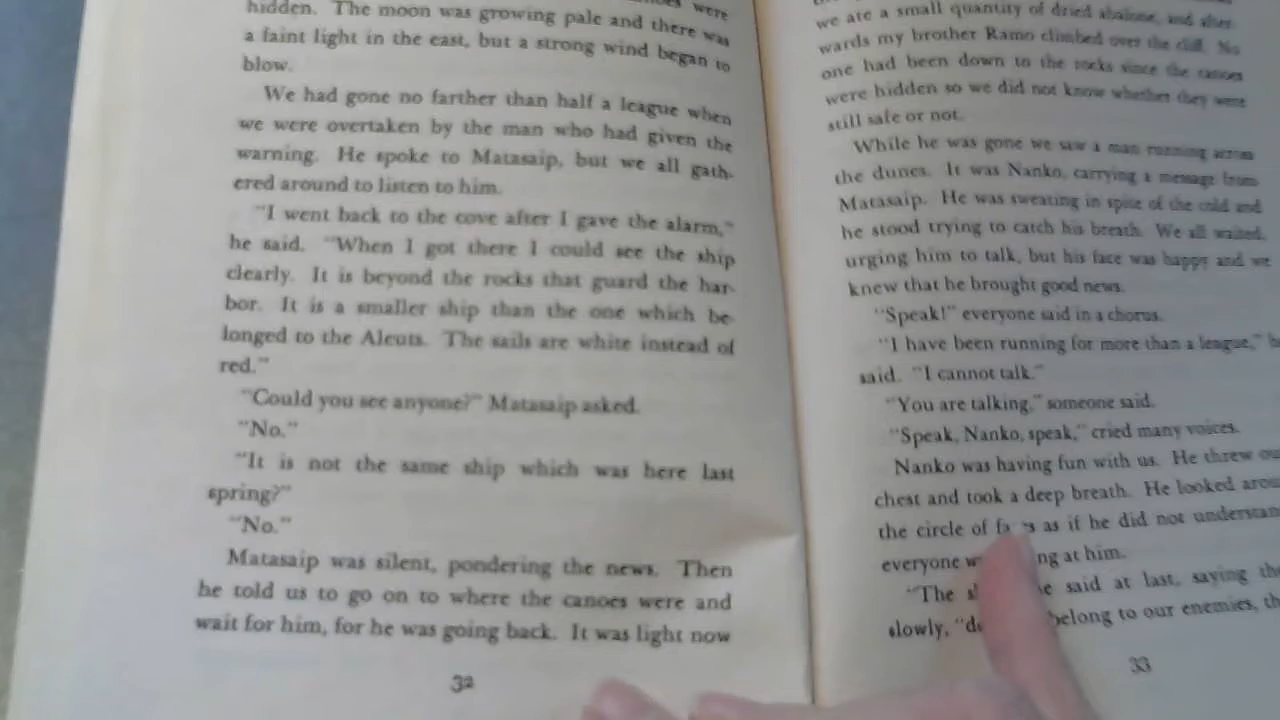 were
hidden. The moon was growing pale and there was
a faint light in the east, but a strong wind began to
blow.
We had gone no farther than half a league when
we were overtaken by the man who had given the
warning. He spoke to Matasaip, but we all gath-
ered around to listen to him.
"I went back to the cove after I gave the alarm,"
he said. "When I got there I could see the ship
clearly. It is beyond the rocks that guard the har-
bor. It is a smaller ship than the one which be-
longed to the Aleuts. The sails are white instead of
red."
"Could you see anyone?" Matasaip asked.
"No."
"It is not the same ship which was here last
spring?"
"No."
Matasaip was silent, pondering the news. Then
he told us to go on to where the canoes were and
wait for him, for he was going back. It was light now
32
we ate a small quantity of dried abalone, and after-
wards my brother Ramo climbed over the cliff. No
one had been down to the rocks since the canoes
were hidden so we did not know whether they were
still safe or not.
While he was gone we saw a man running across
the dunes. It was Nanko, carrying a message from
Matasaip. He was sweating in spite of the cold and
he stood trying to catch his breath. We all waited,
urging him to talk, but his face was happy and we
knew that he brought good news.
"Speak!" everyone said in a chorus.
"I have been running for more than a league,"
said. "I cannot talk."
"You are talking," someone said.
"Speak, Nanko, speak," cried many voices.
Nanko was having fun with us. He threw
chest and took a deep breath. He looked
the circle of as if he did not
everyone at him.
"The said at last, saying
slowly, belong to our enemies,
33